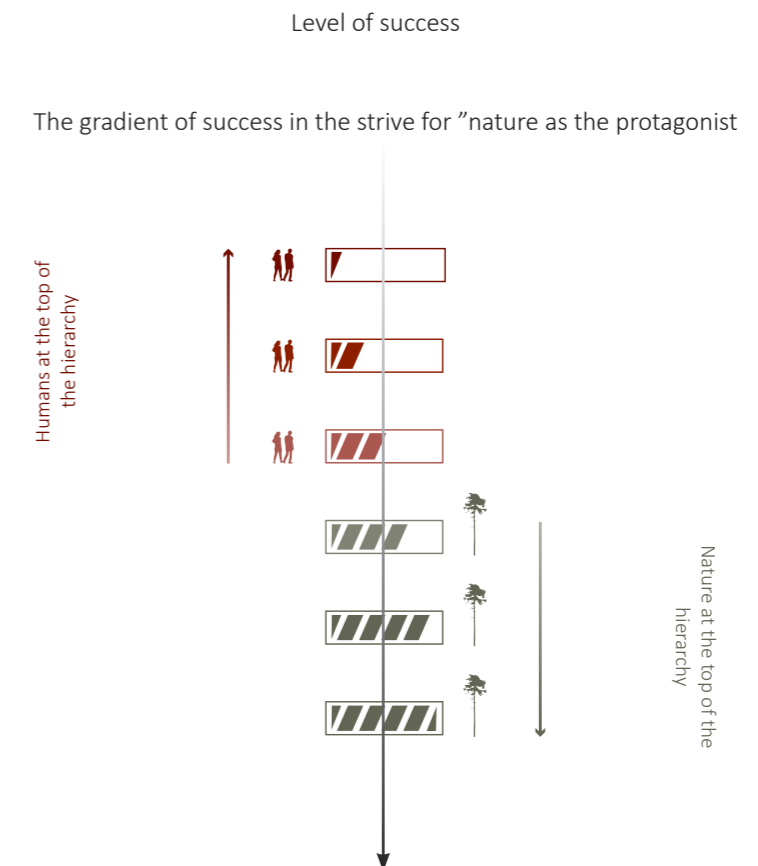 Level of success
The gradient of success in the strive for ”nature as the protagonist
Humans at the top of
the hierarchy
Nature at the top of the
hierarchy